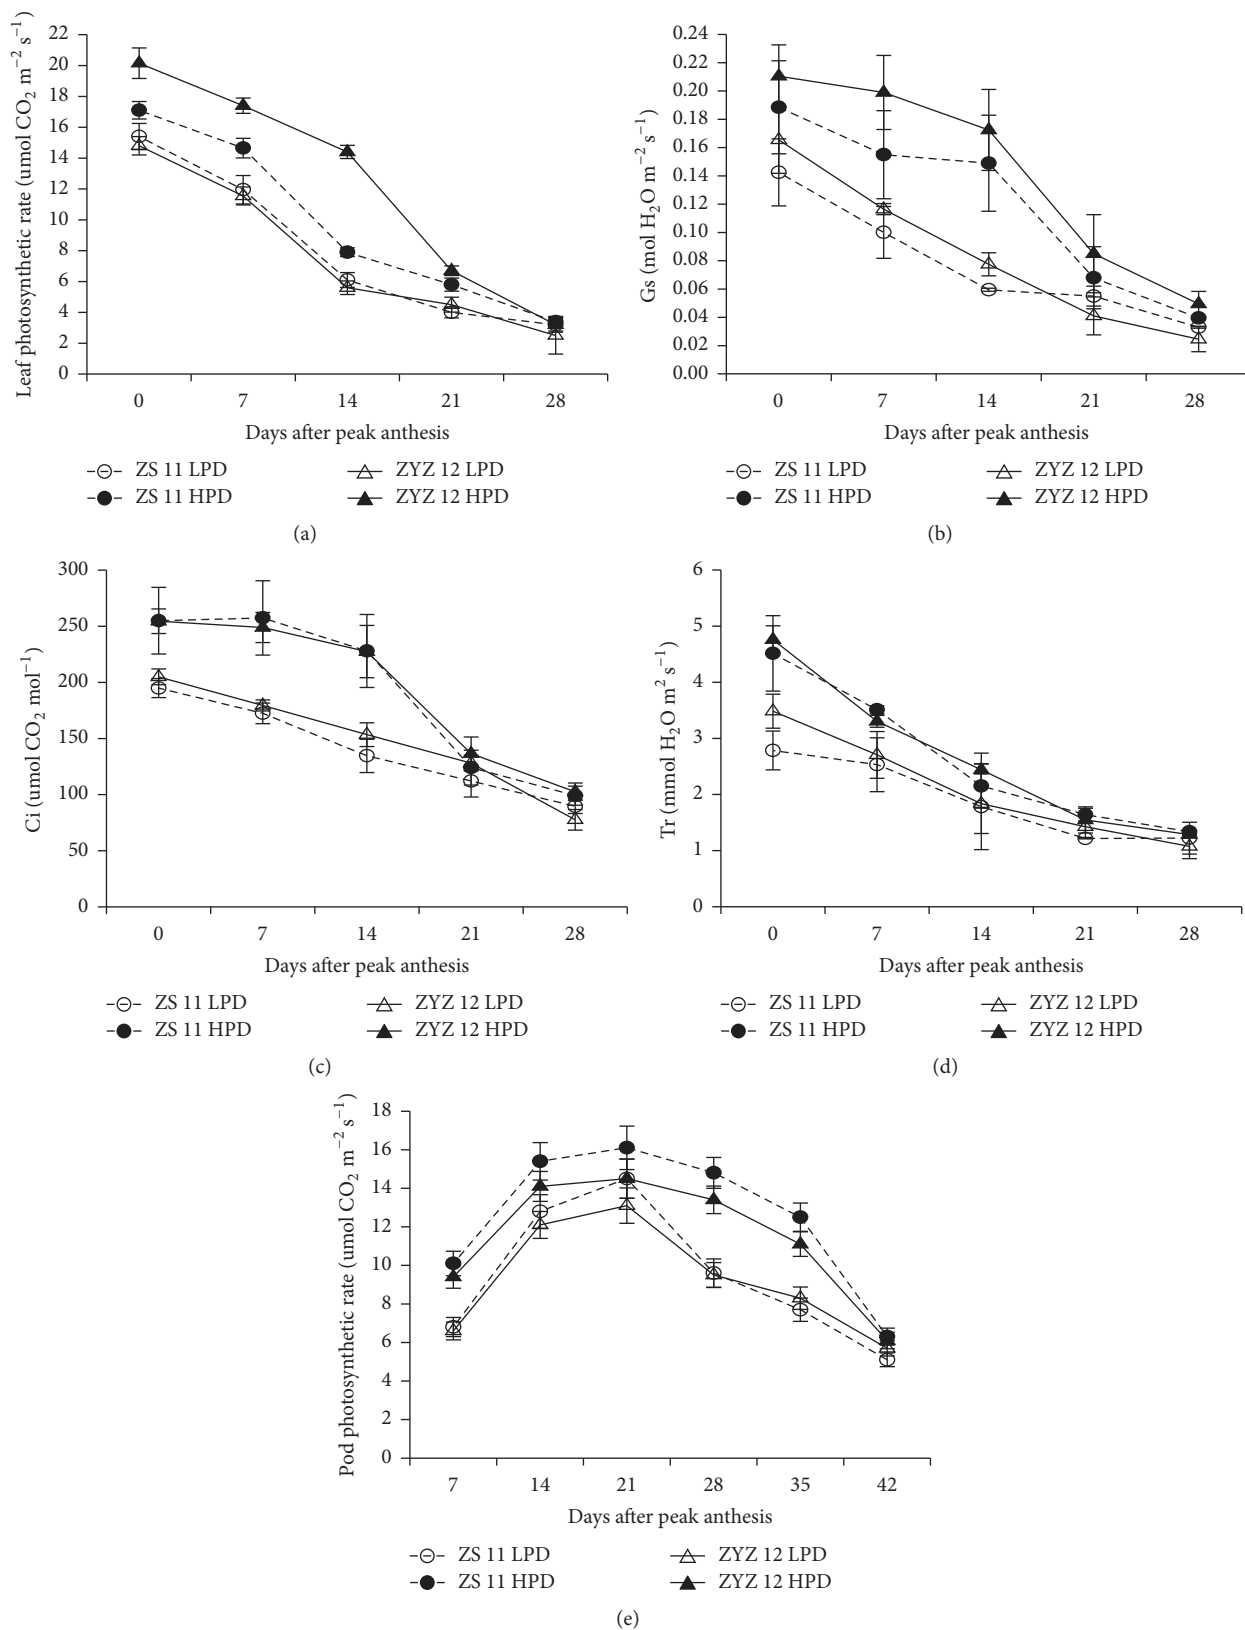 Leaf photosynthetic rate (umol CO2 m−2 s−1)
22
20
18
16
14
12
10
8
6
4
2
0
0 7 14 21 28
Days after peak anthesis
ZS 11 LPD ZYZ 12 LPD
ZS 11 HPD ZYZ 12 HPD
(a)
Gs (mol H2O m−2 s−1)
0.24
0.22
0.20
0.18
0.16
0.14
0.12
0.10
0.08
0.06
0.04
0.02
0.00
0 7 14 21 28
Days after peak anthesis
ZS 11 LPD ZYZ 12 LPD
ZS 11 HPD ZYZ 12 HPD
(b)
Ci (umol CO2 mol−1)
300
250
200
150
100
50
0
0 7 14 21 28
Days after peak anthesis
ZS 11 LPD ZYZ 12 LPD
ZS 11 HPD ZYZ 12 HPD
(c)
Tr (mmol H2O m2 s−1)
6
5
4
3
2
1
0
0 7 14 21 28
Days after peak anthesis
ZS 11 LPD ZYZ 12 LPD
ZS 11 HPD ZYZ 12 HPD
(d)
Pod photosynthetic rate (umol CO2 m−2 s−1)
18
16
14
12
10
8
6
4
2
0
7 14 21 28 35 42
Days after peak anthesis
ZS 11 LPD ZYZ 12 LPD
ZS 11 HPD ZYZ 12 HPD
(e)